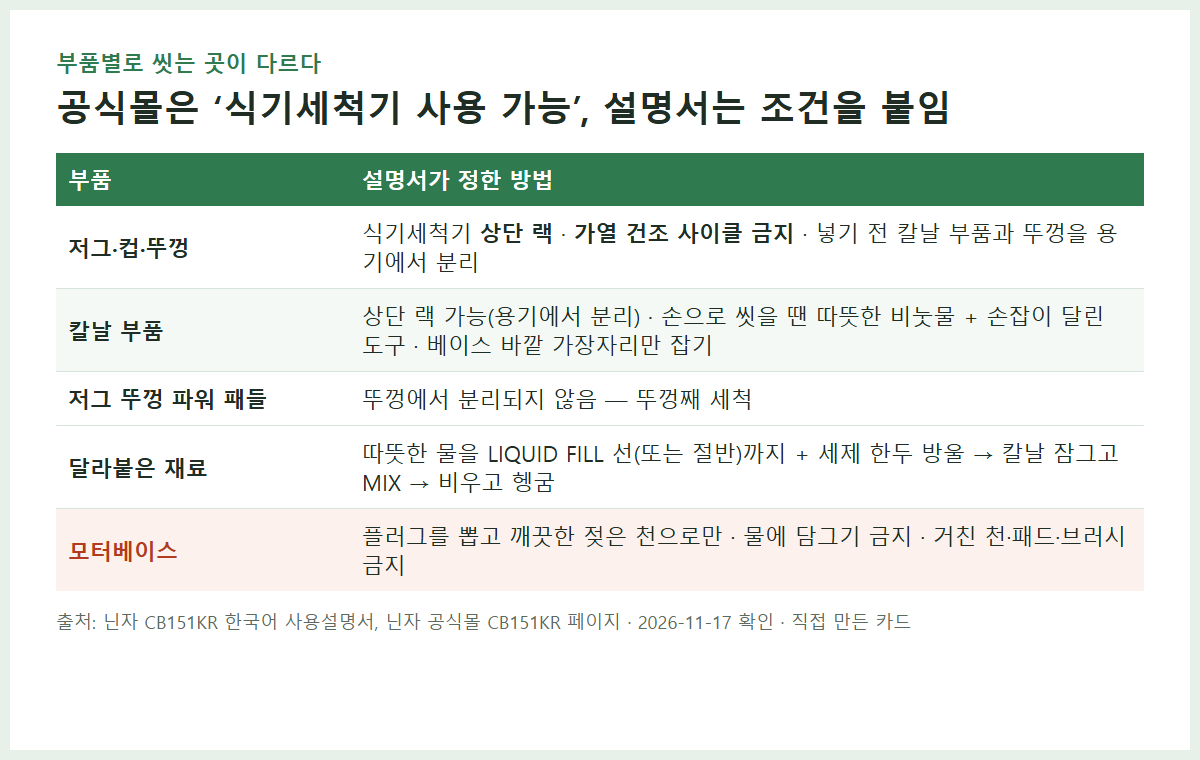 부품별로 씻는 곳이 다르다
공식몰은 ‘식기세척기 사용 가능’, 설명서는 조건을 붙임
부품 설명서가 정한 방법
저그·컵·뚜껑 식기세척기 상단 랙 · 가열 건조 사이클 금지 · 넣기 전 칼날 부품과 뚜껑을 용
기에서 분리
칼날 부품 상단 랙 가능(용기에서 분리) · 손으로 씻을 땐 따뜻한 비눗물 + 손잡이 달린
도구 · 베이스 바깥 가장자리만 잡기
저그 뚜껑 파워 패들 뚜껑에서 분리되지 않음 — 뚜껑째 세척
달라붙은 재료 따뜻한 물을 LIQUID FILL 선(또는 절반)까지 + 세제 한두 방울 → 칼날 잠그고
MIX → 비우고 헹굼
모터베이스 플러그를 뽑고 깨끗한 젖은 천으로만 · 물에 담그기 금지 · 거친 천·패드·브러시
금지
출처: 닌자 CB151KR 한국어 사용설명서, 닌자 공식몰 CB151KR 페이지 · 2026-11-17 확인 · 직접 만든 카드